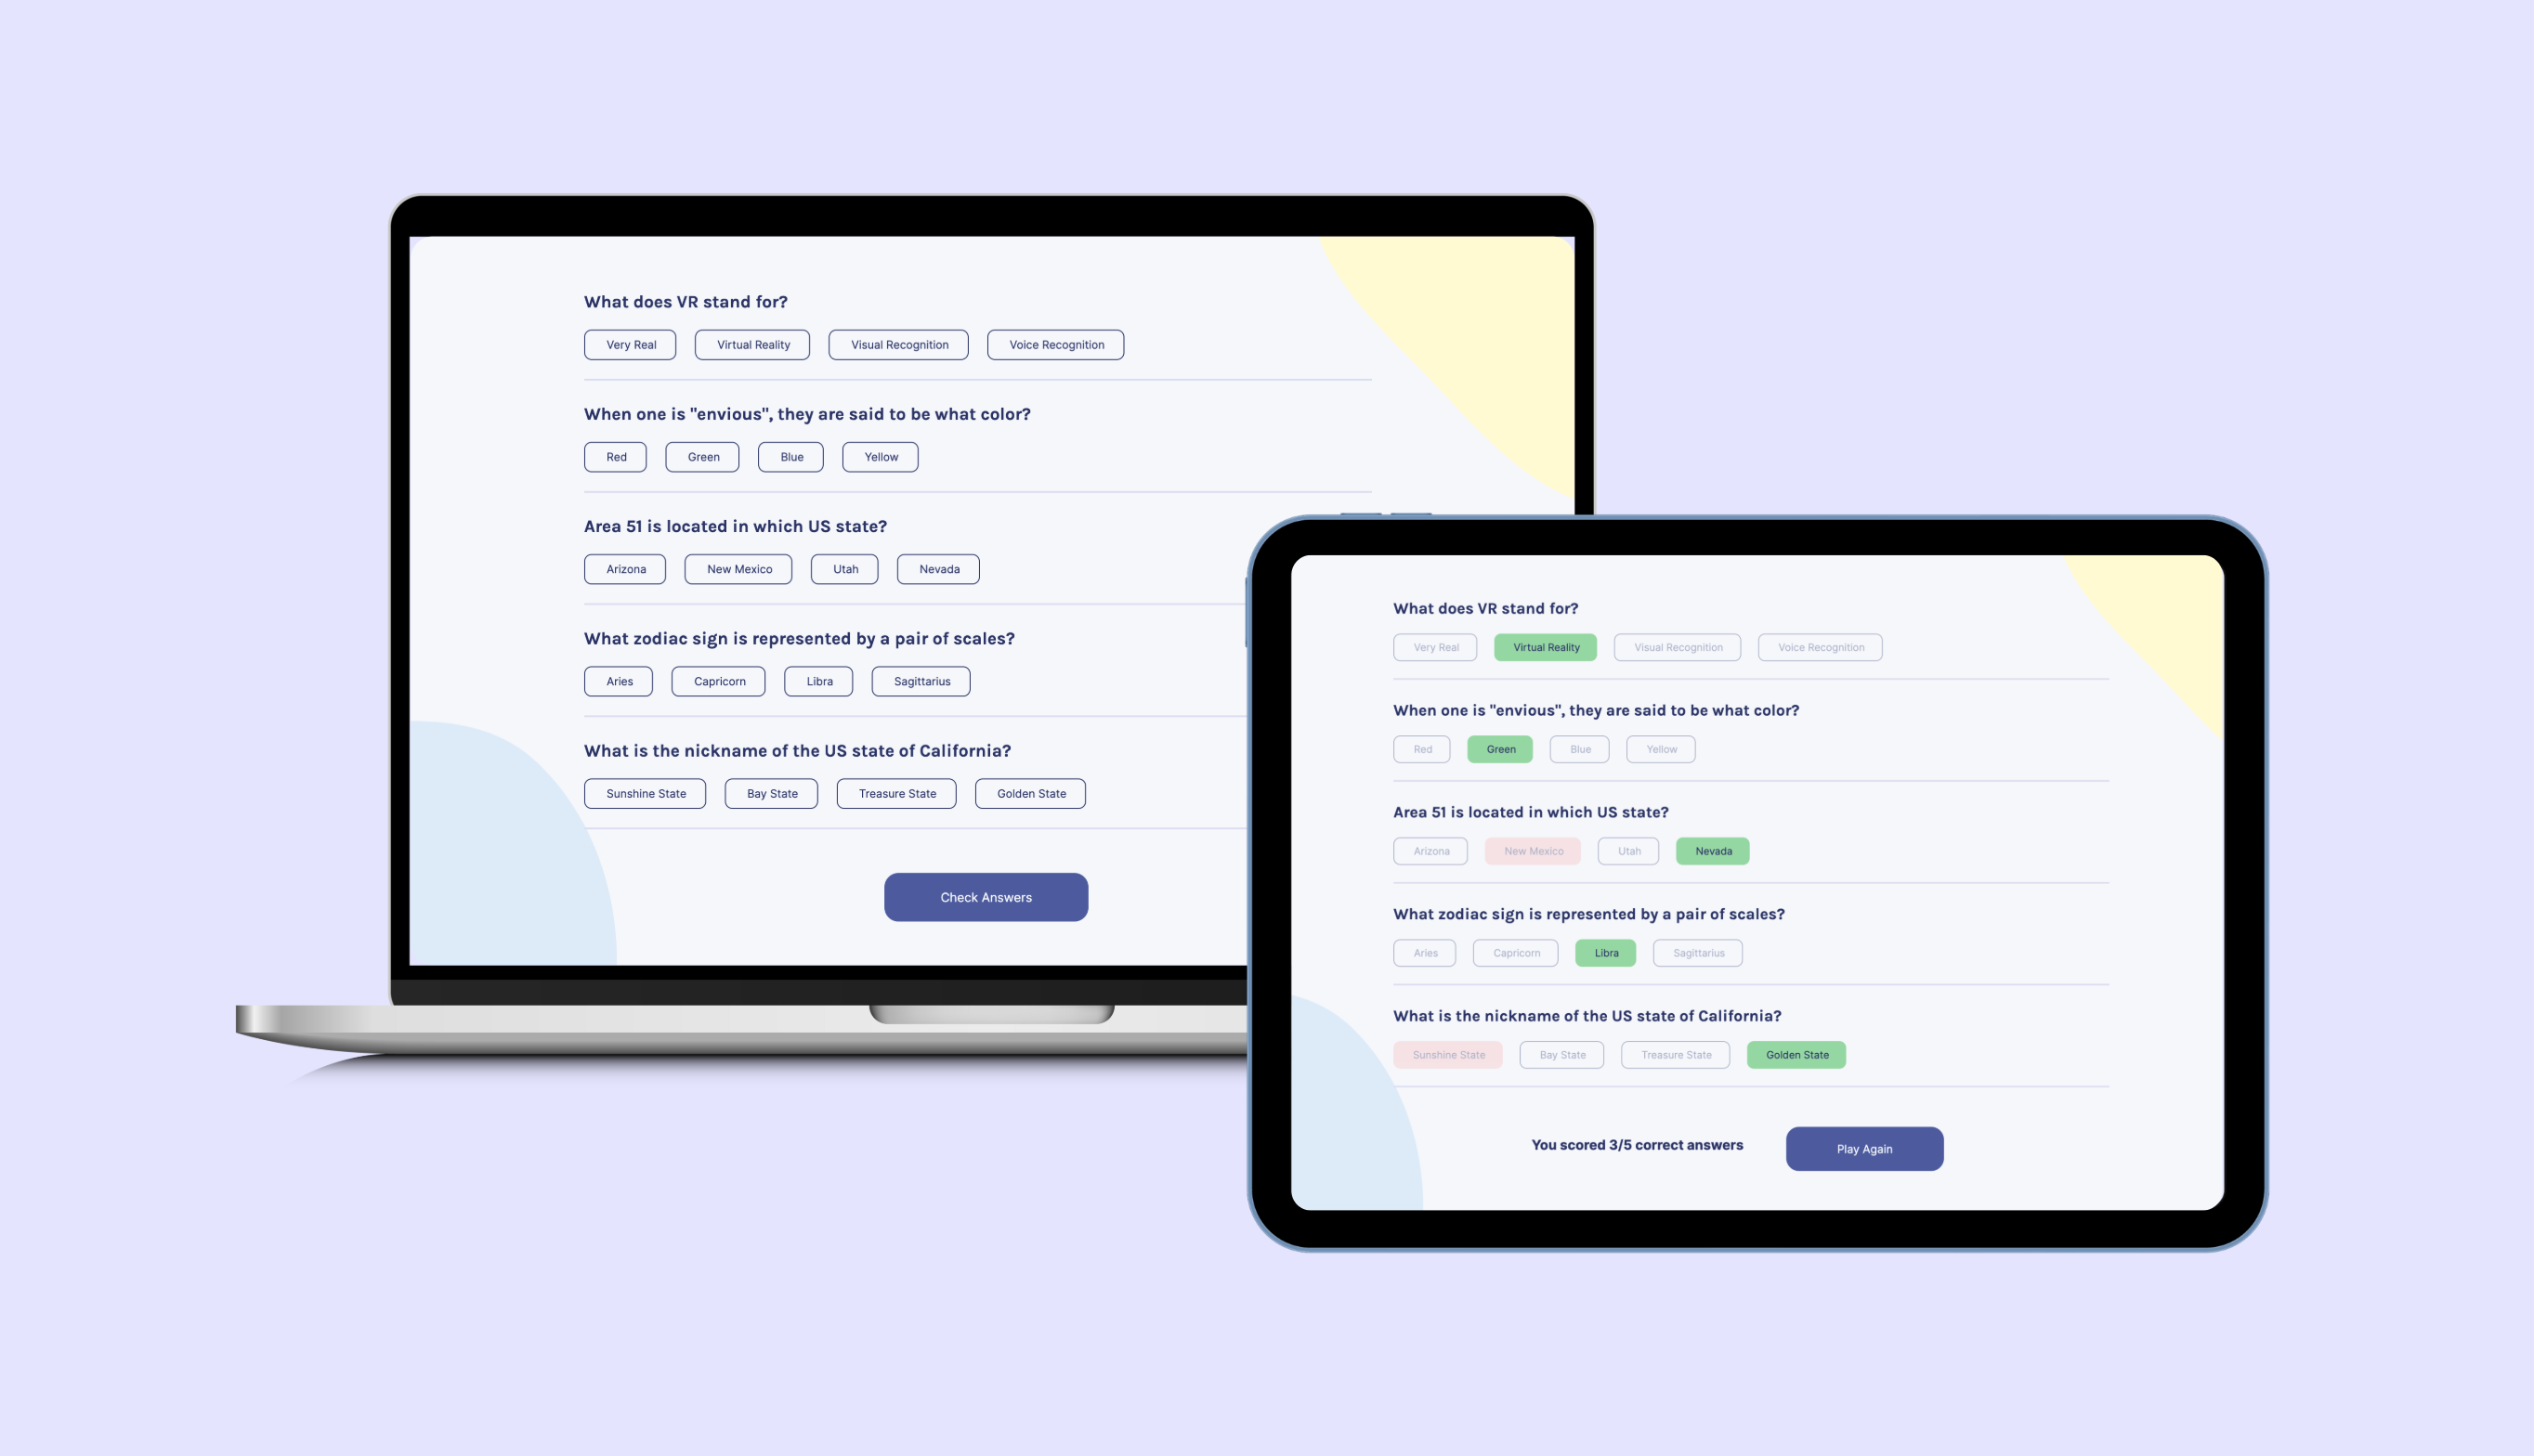 What does VR stand for?
Very Real Virtual Reality Visual Recognition Voice Recognition
When one is "envious", they are said to be what color?
Red Green Blue Yellow
Area 51 is located in which US state?
Arizona New Mexico Utah Nevada
What zodiac sign is represented by a pair of scales?
Aries Capricorn Libra Sagittarius
What is the nickname of the US state of California?
Sunshine State Bay State Treasure State Golden State
Check Answers
What does VR stand for?
Very Real Virtual Reality Visual Recognition Voice Recognition
When one is "envious", they are said to be what color?
Red Green Blue Yellow
Area 51 is located in which US state?
Arizona New Mexico Utah Nevada
What zodiac sign is represented by a pair of scales?
Aries Capricorn Libra Sagittarius
What is the nickname of the US state of California?
Sunshine State Bay State Treasure State Golden State
You scored 3/5 correct answers Play Again